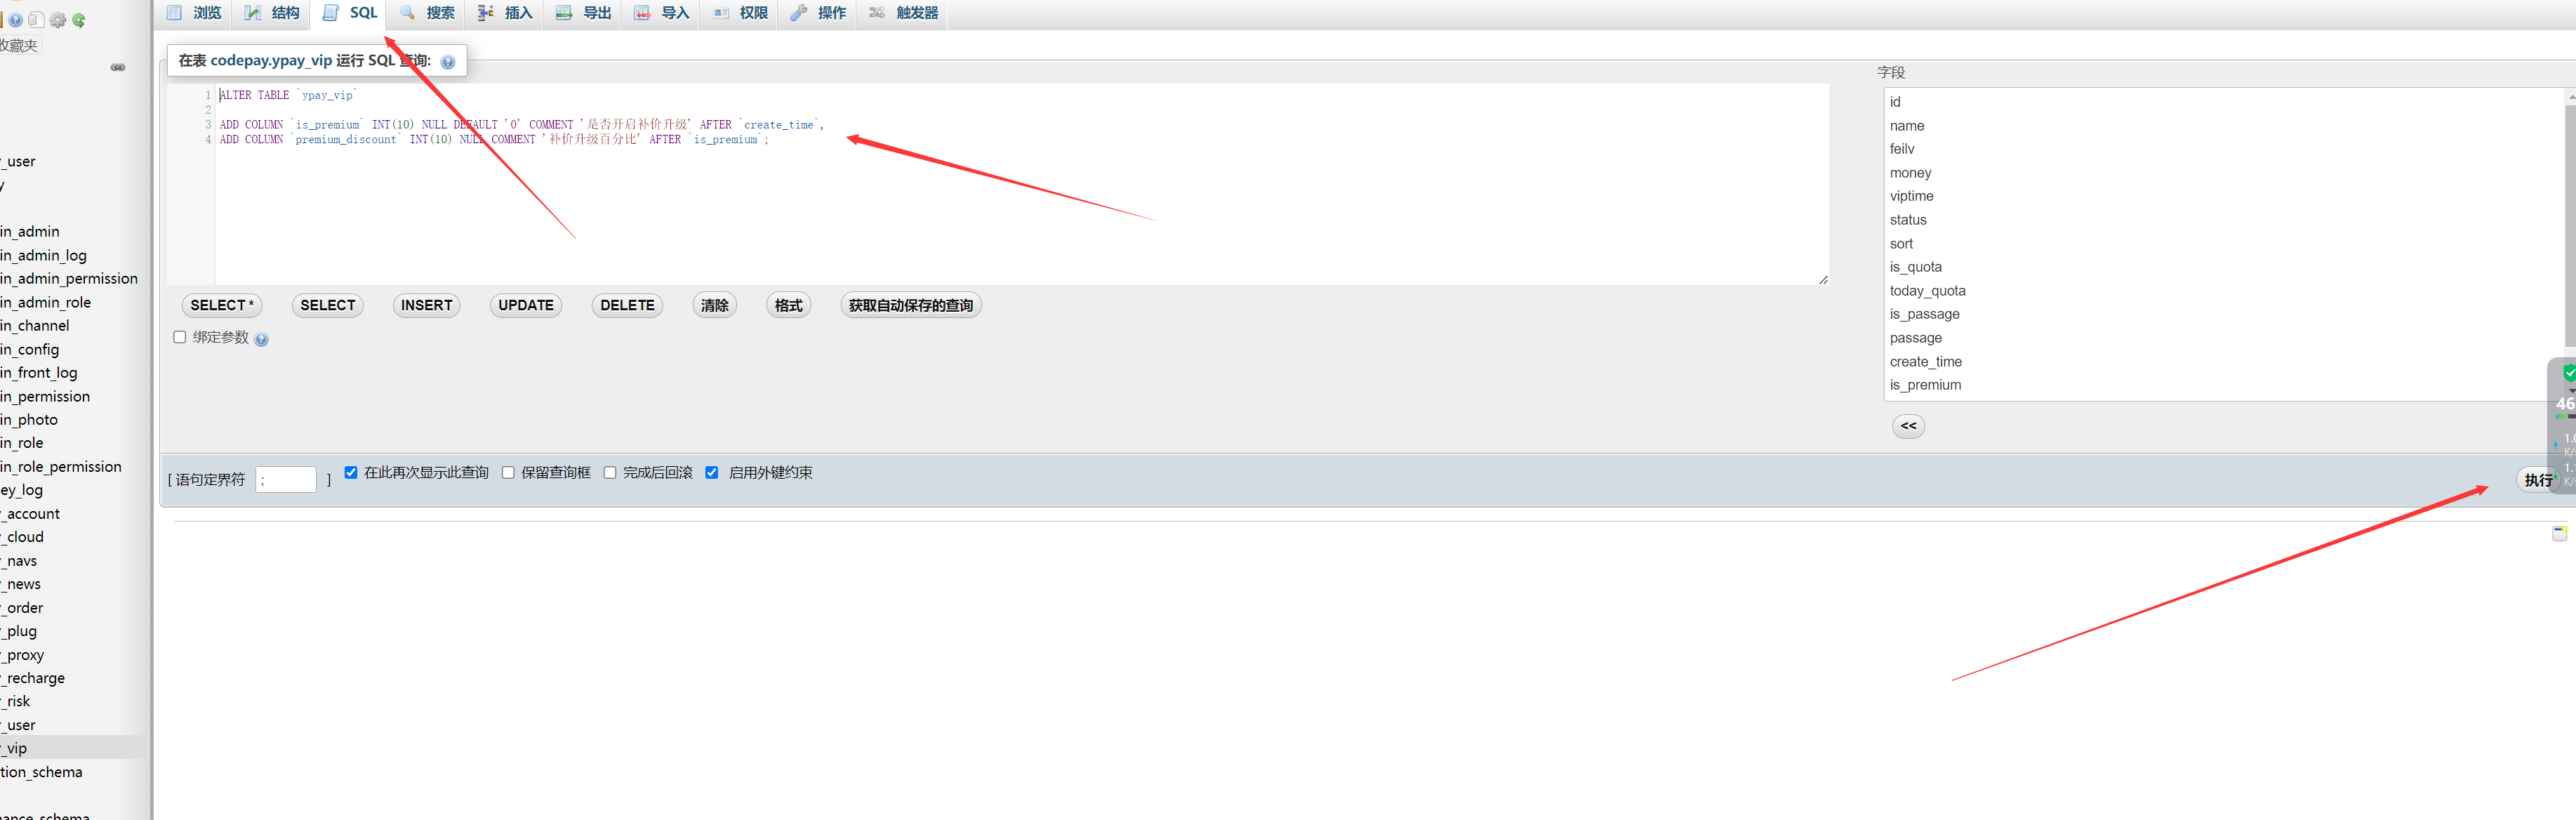 浏览 结构 SQL 搜索 插入 导出 导入 权限 操作 触发器
收藏夹
_user
y
in_admin
in_admin_log
in_admin_permission
in_admin_role
in_channel
in_config
in_front_log
in_permission
in_photo
in_role
in_role_permission
ey_log
_account
_cloud
_navs
_news
_order
_plug
_proxy
_recharge
_risk
_user
_vip
tion_schema
在表 codepay.ypay_vip 运行 SQL 查询:
1 ALTER TABLE `ypay_vip`
2
3 ADD COLUMN `is_premium` INT(10) NULL DEFAULT '0' COMMENT '是否开启补价升级' AFTER `create_time`,
4 ADD COLUMN `premium_discount` INT(10) NULL COMMENT '补价升级百分比' AFTER `is_premium`;
SELECT * SELECT INSERT UPDATE DELETE 清除 格式 获取自动保存的查询
绑定参数
字段
id
name
feilv
money
viptime
status
sort
is_quota
today_quota
is_passage
passage
create_time
is_premium
<<
[ 语句定界符 ; ] 在此再次显示此查询 保留查询框 完成后回滚 启用外键约束
执行
46
K/
K/